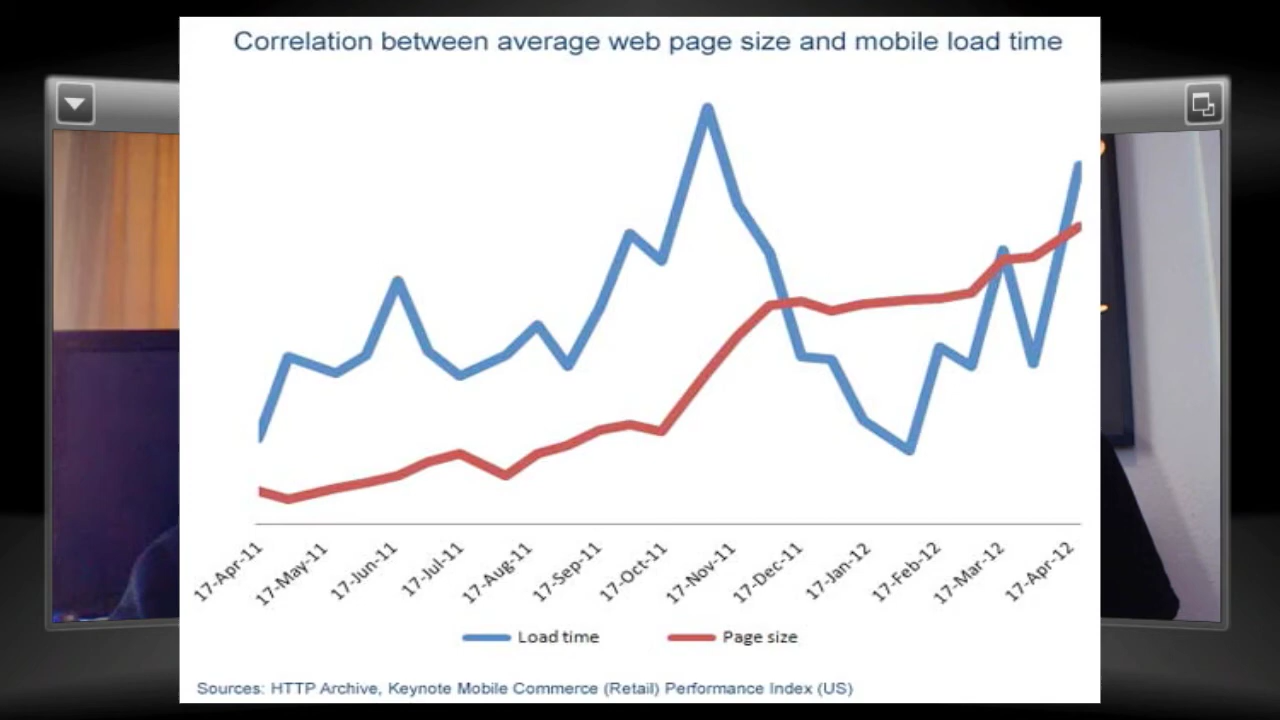 Correlation between average web page size and mobile load time
17-Apr-11
17-May-11
17-Jun-11
17-Jul-11
17-Aug-11
17-Sep-11
17-Oct-11
17-Nov-11
17-Dec-11
17-Jan-12
17-Feb-12
17-Mar-12
17-Apr-12
Load time
Page size
Sources: HTTP Archive, Keynote Mobile Commerce (Retail) Performance Index (US)